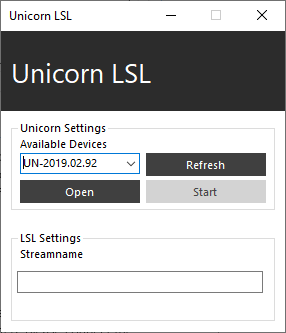 Unicorn LSL
Unicorn LSL
Unicorn Settings
Available Devices
UN-2019.02.92
Refresh
Open
Start
LSL Settings
Streamname